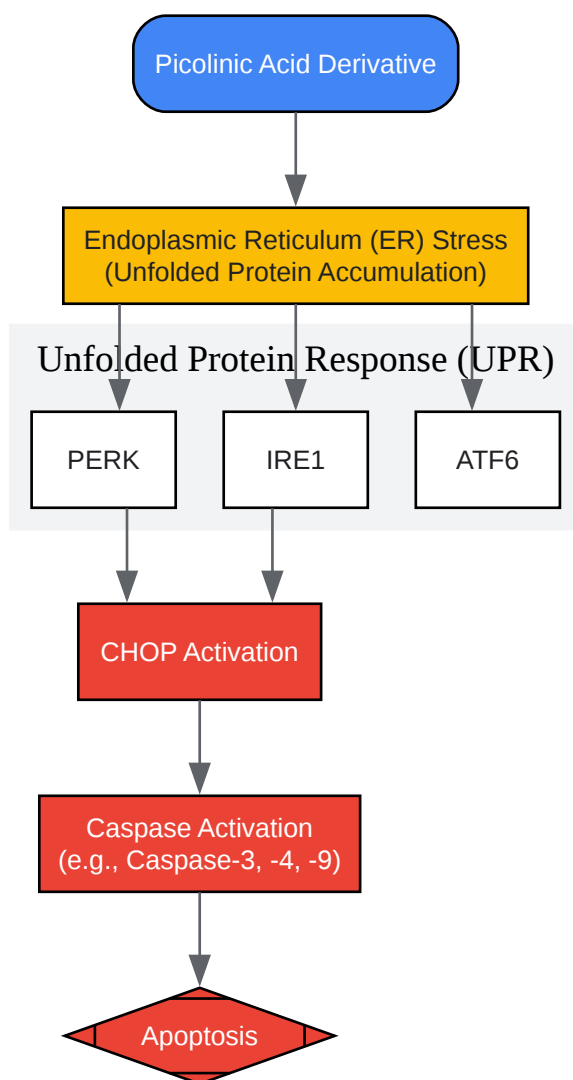 Picolinic Acid Derivative
Endoplasmic Reticulum (ER) Stress
(Unfolded Protein Accumulation)
Unfolded Protein Response (UPR)
PERK
IRE1
ATF6
CHOP Activation
Caspase Activation
(e.g., Caspase-3, -4, -9)
Apoptosis